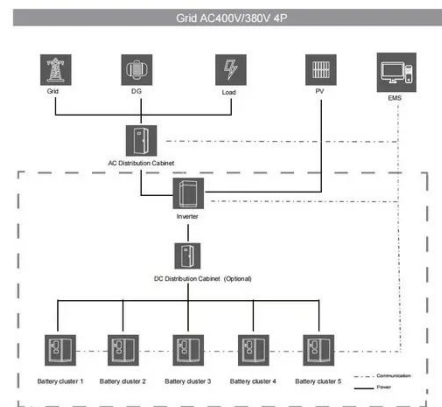 Grid AC400V/380V 4P
Grid
DG
Load
PV
EMS
AC Distribution Cabinet
Inverter
DC Distribution Cabinet (Optional)
Battery cluster 1
Battery cluster 2
Battery cluster 3
Battery cluster 4
Battery cluster 5
Communication
Power